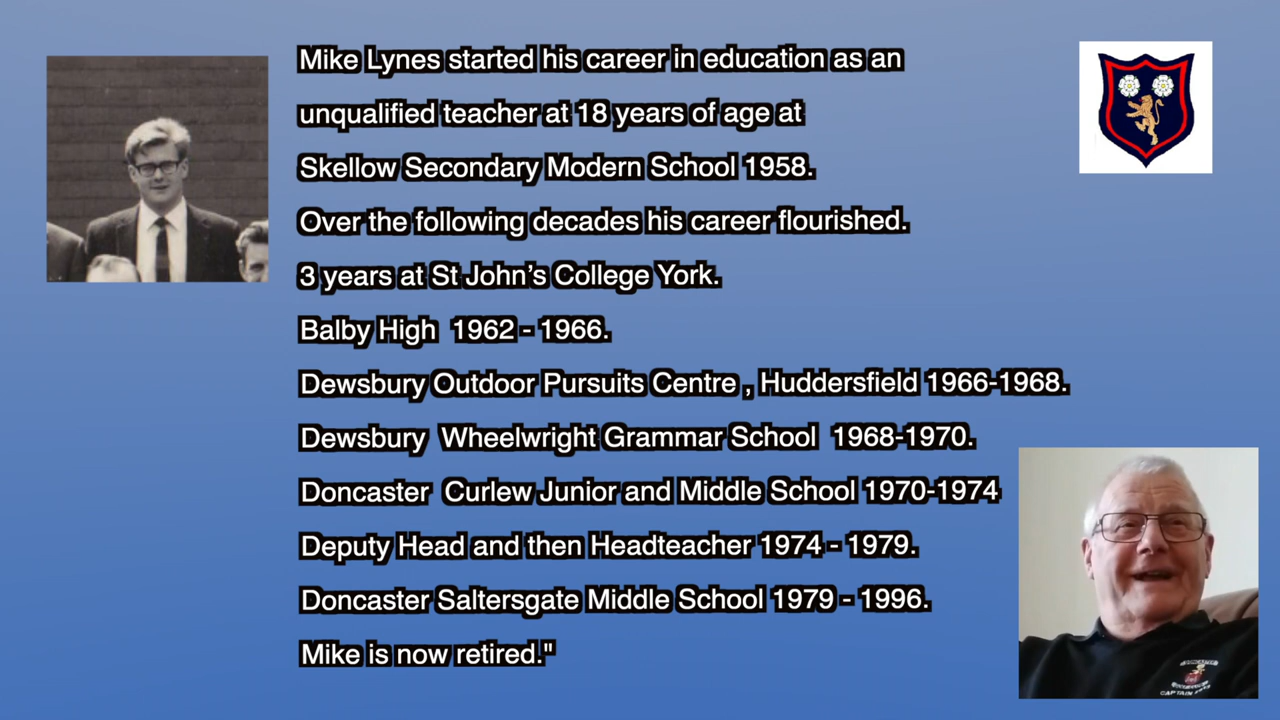 Mike Lynes started his career in education as an
unqualified teacher at 18 years of age at
Skellow Secondary Modern School 1958.
Over the following decades his career flourished.
3 years at St John’s College York.
Balby High 1962 - 1966.
Dewsbury Outdoor Pursuits Centre , Huddersfield 1966-1968.
Dewsbury Wheelwright Grammar School 1968-1970.
Doncaster Curlew Junior and Middle School 1970-1974
Deputy Head and then Headteacher 1974 - 1979.
Doncaster Saltersgate Middle School 1979 - 1996.
Mike is now retired."
CAPTAIN